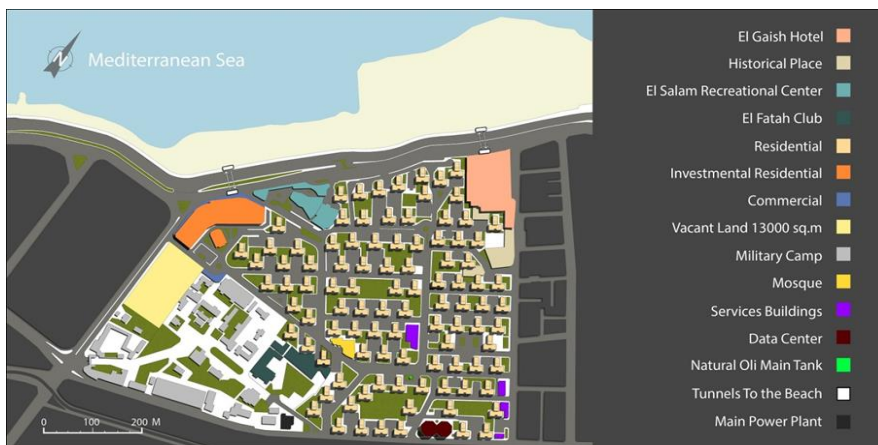 N
Mediterranean Sea
El Gaish Hotel
Historical Place
El Salam Recreational Center
El Fatah Club
Residential
Investmental Residential
Commercial
Vacant Land 13000 sq.m
Military Camp
Mosque
Services Buildings
Data Center
Natural Oli Main Tank
Tunnels To the Beach
Main Power Plant
0 100 200 M